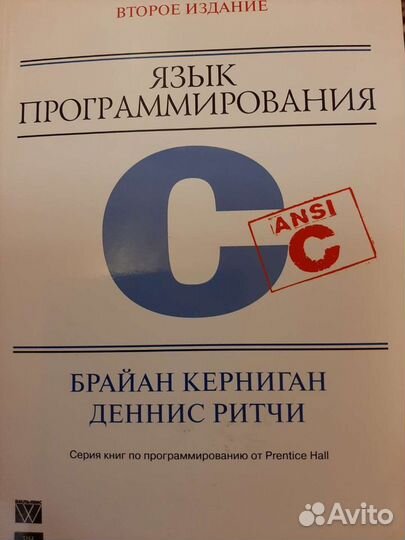 ВТОРОЕ ИЗДАНИЕ
ЯЗЫК
ПРОГРАММИРОВАНИЯ
C
ANSI
C
БРАЙАН КЕРНИГАН
ДЕННИС РИТЧИ
Серия книг по программированию от Prentice Hall
Avito